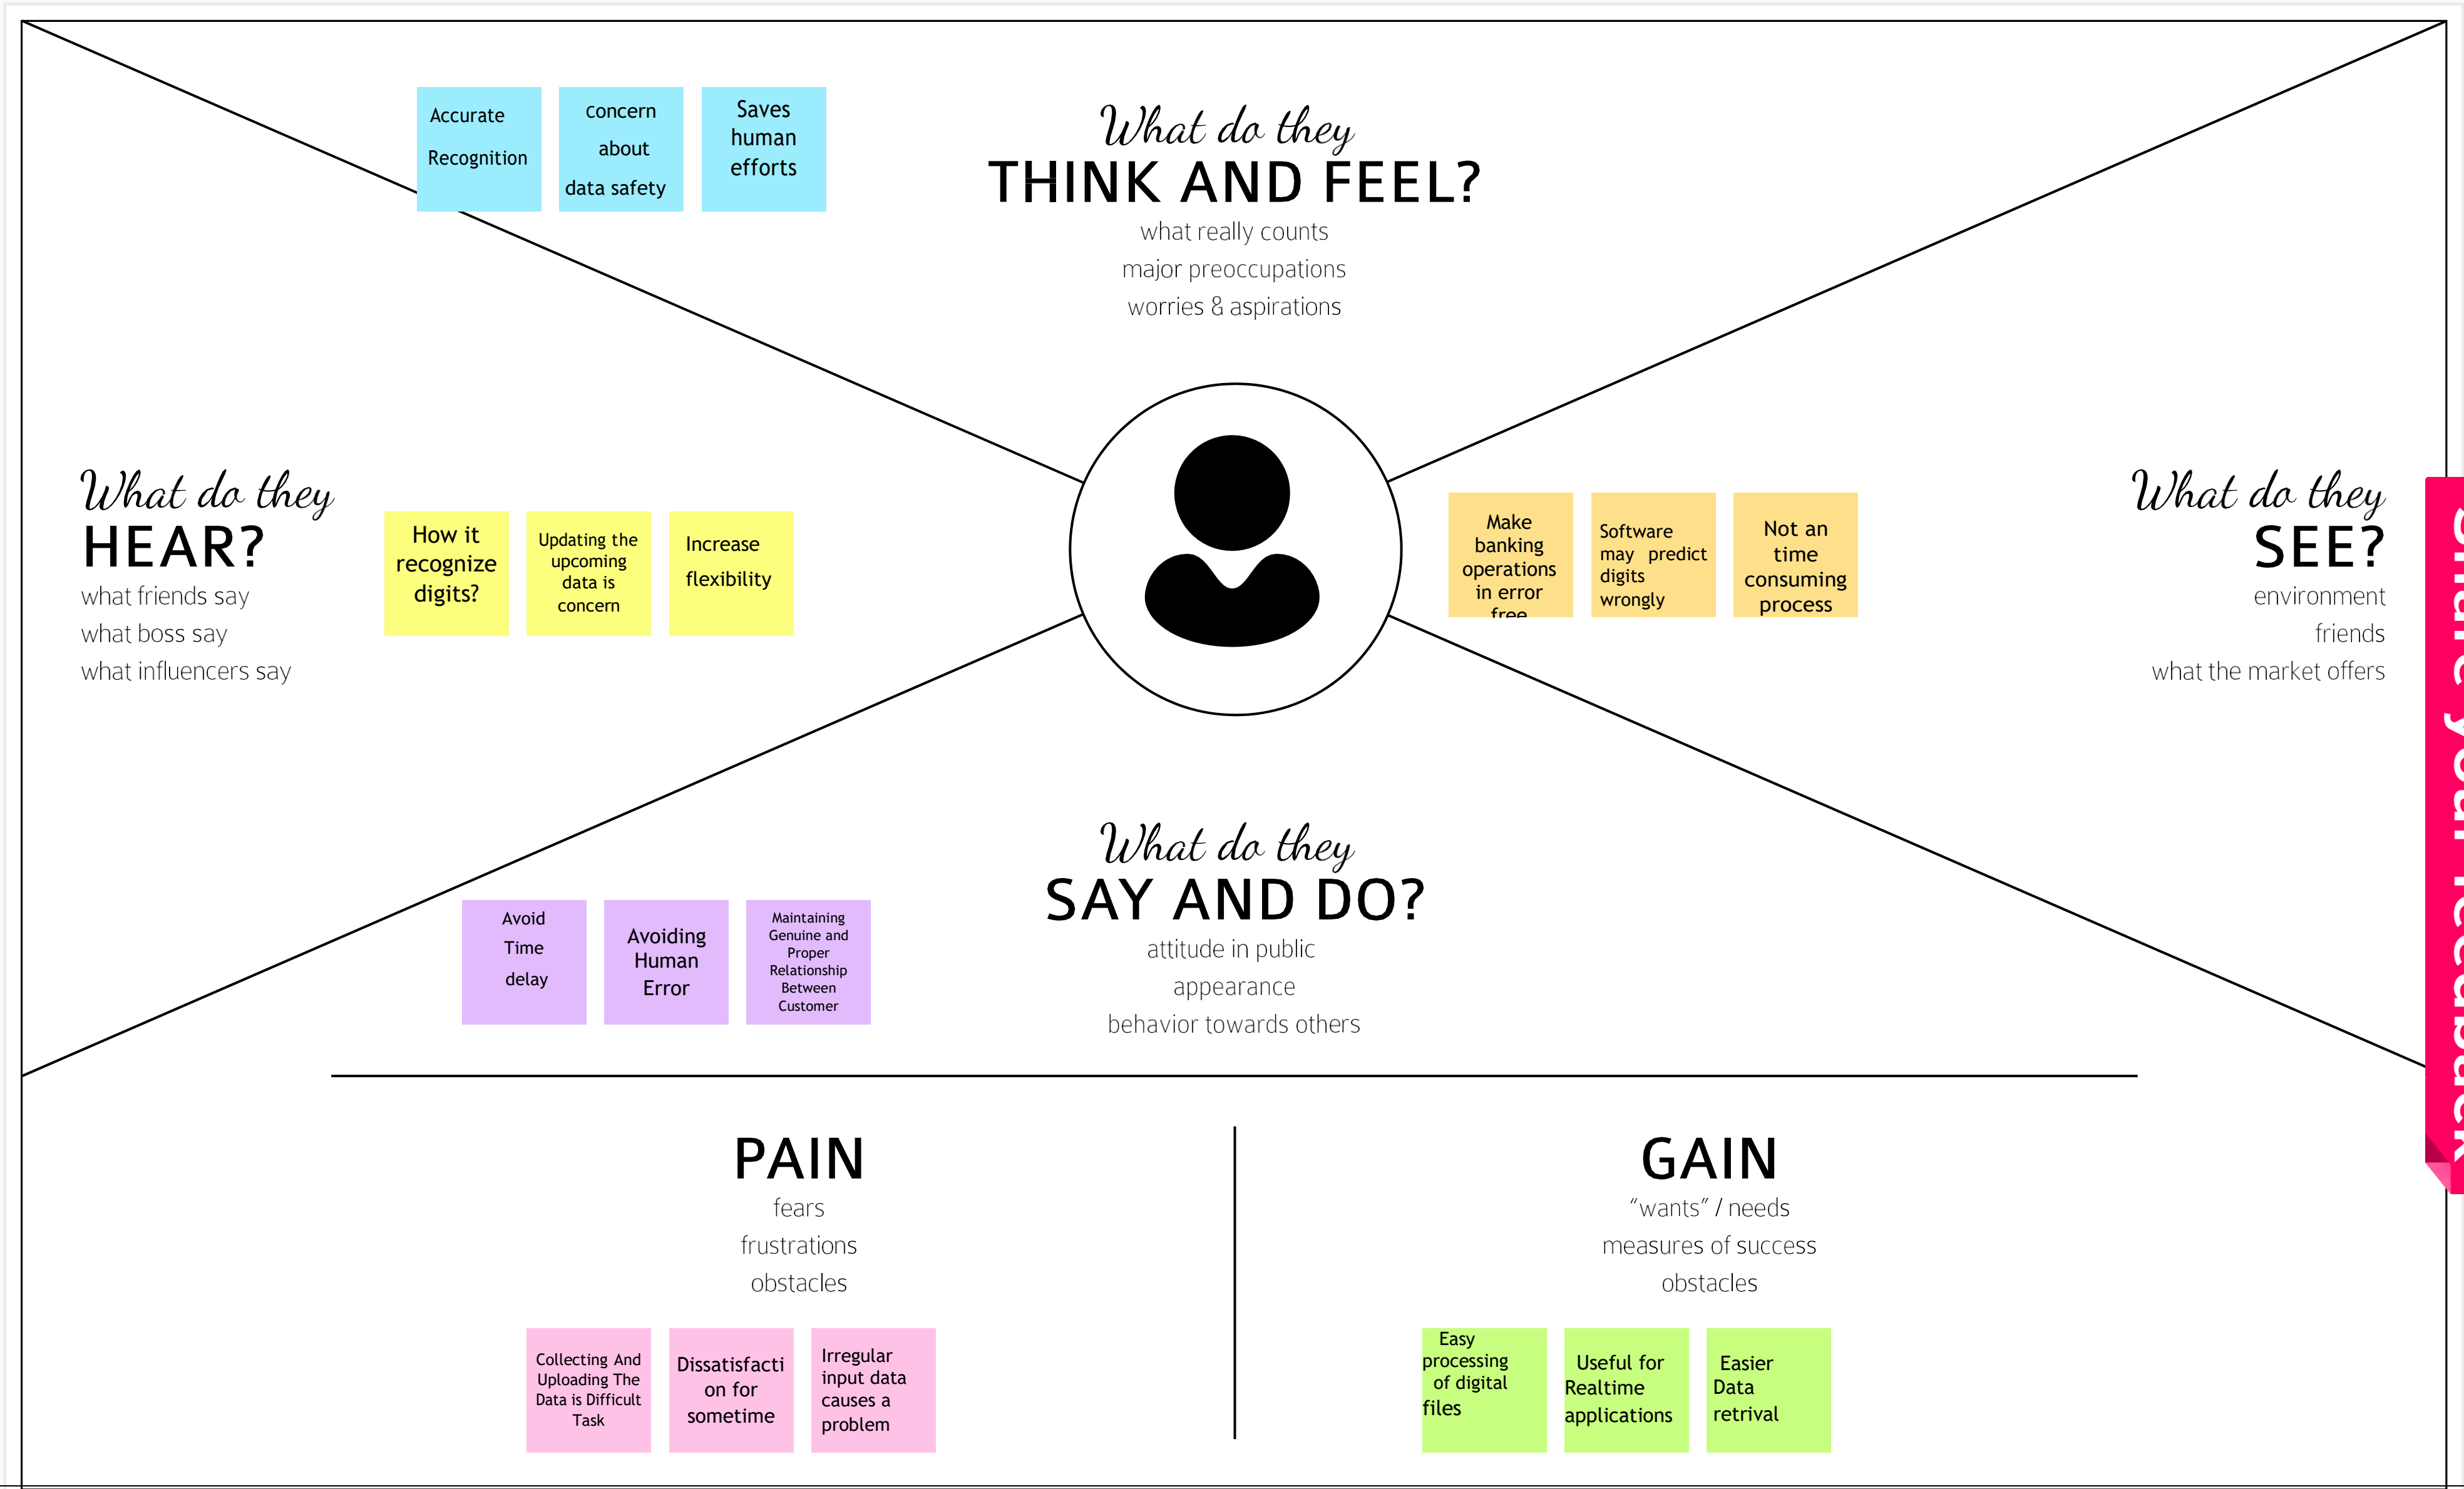 Accurate
Recognition
Concern
about
data safety
Saves
human
efforts
What do they
THINK AND FEEL?
what really counts
major preoccupations
worries & aspirations
What do they
HEAR?
what friends say
what boss say
what influencers say
How it
recognize
digits?
Updating the
upcoming
data is
concern
Increase
flexibility
Make
banking
operations
in error
free
Software
may predict
digits
wrongly
Not an
time
consuming
process
What do they
SEE?
environment
friends
what the market offers
Share your feedback
What do they
SAY AND DO?
attitude in public
appearance
behavior towards others
Avoid
Time
delay
Avoiding
Human
Error
Maintaining
Genuine and
Proper
Relationship
Between
Customer
PAIN
fears
frustrations
obstacles
Collecting And
Uploading The
Data is Difficult
Task
Dissatisfacti
on for
sometime
Irregular
input data
causes a
problem
GAIN
“wants” / needs
measures of success
obstacles
Easy
processing
of digital
files
Useful for
Realtime
applications
Easier
Data
retrival